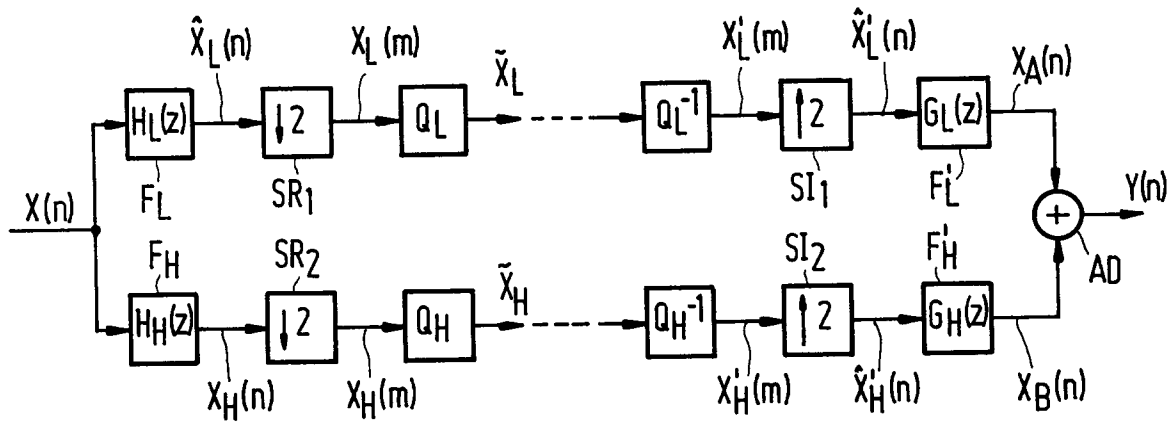 X̂L(n) XL(m) X̃L X'L(m) X̂'L(n) XA(n)
HL(z) ↓2 QL QL⁻¹ ↑2 GL(z)
X(n) FL SR1 SI1 F'L Y(n)
+
FH SR2 X̃H SI2 F'H AD
HH(z) ↓2 QH QH⁻¹ ↑2 GH(z)
XH(n) XH(m) X'H(m) X̂'H(n) XB(n)